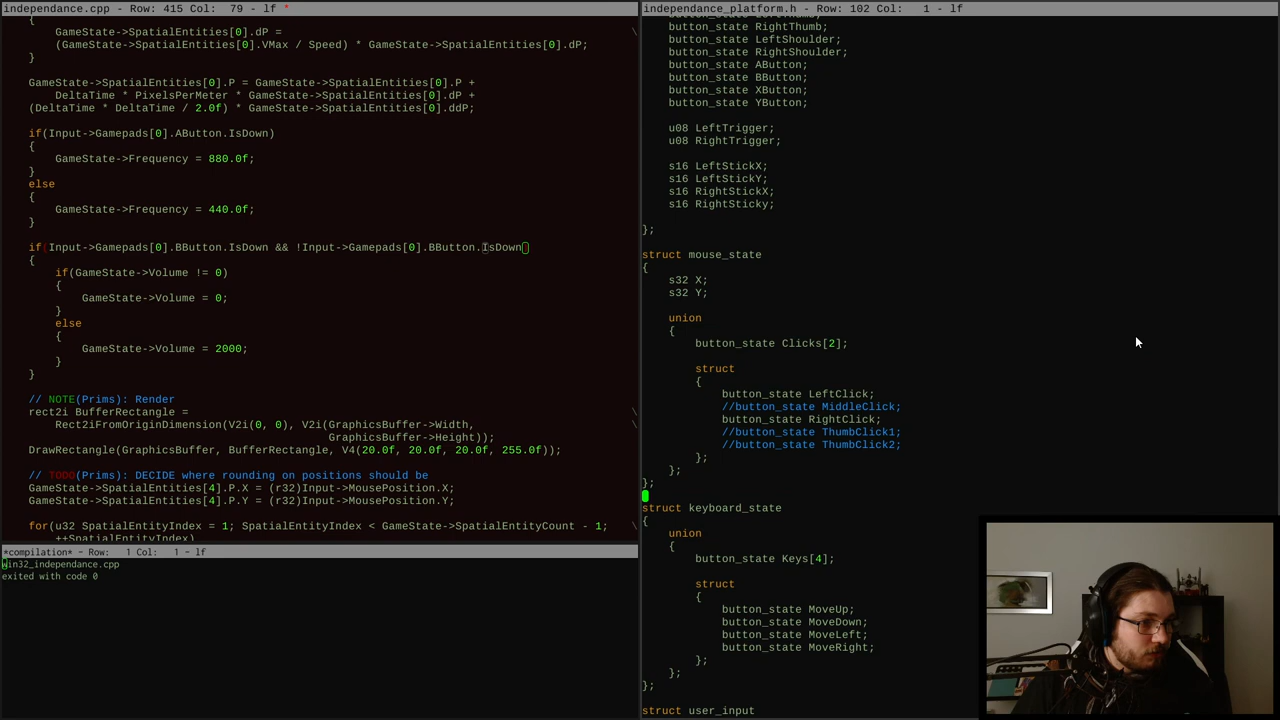 independance.cpp - Row: 415 Col:  79 - lf *
{
GameState->SpatialEntities[0].dP = \
(GameState->SpatialEntities[0].VMax / Speed) * GameState->SpatialEntities[0].dP;
}
GameState->SpatialEntities[0].P = GameState->SpatialEntities[0].P +
DeltaTime * PixelsPerMeter * GameState->SpatialEntities[0].dP +
(DeltaTime * DeltaTime / 2.0f) * GameState->SpatialEntities[0].ddP;
if(Input->Gamepads[0].AButton.IsDown)
{
GameState->Frequency = 880.0f;
}
else
{
GameState->Frequency = 440.0f;
}
if(Input->Gamepads[0].BButton.IsDown && !Input->Gamepads[0].BButton.IsDown)
{
if(GameState->Volume != 0)
{
GameState->Volume = 0;
}
else
{
GameState->Volume = 2000;
}
}
// NOTE(Prims): Render
rect2i BufferRectangle = \
Rect2iFromOriginDimension(V2i(0, 0), V2i(GraphicsBuffer->Width, \
GraphicsBuffer->Height));
DrawRectangle(GraphicsBuffer, BufferRectangle, V4(20.0f, 20.0f, 20.0f, 255.0f));
// TODO(Prims): DECIDE where rounding on positions should be
GameState->SpatialEntities[4].P.X = (r32)Input->MousePosition.X;
GameState->SpatialEntities[4].P.Y = (r32)Input->MousePosition.Y;
for(u32 SpatialEntityIndex = 1; SpatialEntityIndex < GameState->SpatialEntityCount - 1; \
++SpatialEntityIndex)
*compilation* - Row:   1 Col:   1 - lf
win32_independance.cpp
exited with code 0
independance_platform.h - Row: 102 Col:   1 - lf
button_state LeftThumb;
button_state RightThumb;
button_state LeftShoulder;
button_state RightShoulder;
button_state AButton;
button_state BButton;
button_state XButton;
button_state YButton;
u08 LeftTrigger;
u08 RightTrigger;
s16 LeftStickX;
s16 LeftStickY;
s16 RightStickX;
s16 RightSticky;
};
struct mouse_state
{
s32 X;
s32 Y;
union
{
button_state Clicks[2];
struct
{
button_state LeftClick;
//button_state MiddleClick;
button_state RightClick;
//button_state ThumbClick1;
//button_state ThumbClick2;
};
};
};
struct keyboard_state
{
union
{
button_state Keys[4];
struct
{
button_state MoveUp;
button_state MoveDown;
button_state MoveLeft;
button_state MoveRight;
};
};
};
struct user_input